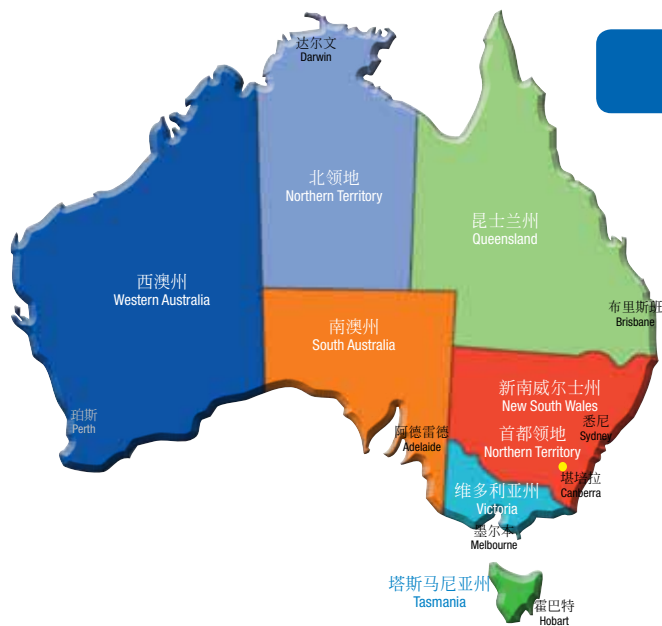 达尔文
Darwin
北领地
Northern Territory
昆士兰州
Queensland
西澳州
Western Australia
布里斯班
Brisbane
南澳州
South Australia
新南威尔士州
New South Wales
珀斯
Perth
悉尼
Sydney
阿德雷德
Adelaide
首都领地
Northern Territory
堪培拉
Canberra
维多利亚州
Victoria
墨尔本
Melbourne
塔斯马尼亚州
Tasmania
霍巴特
Hobart